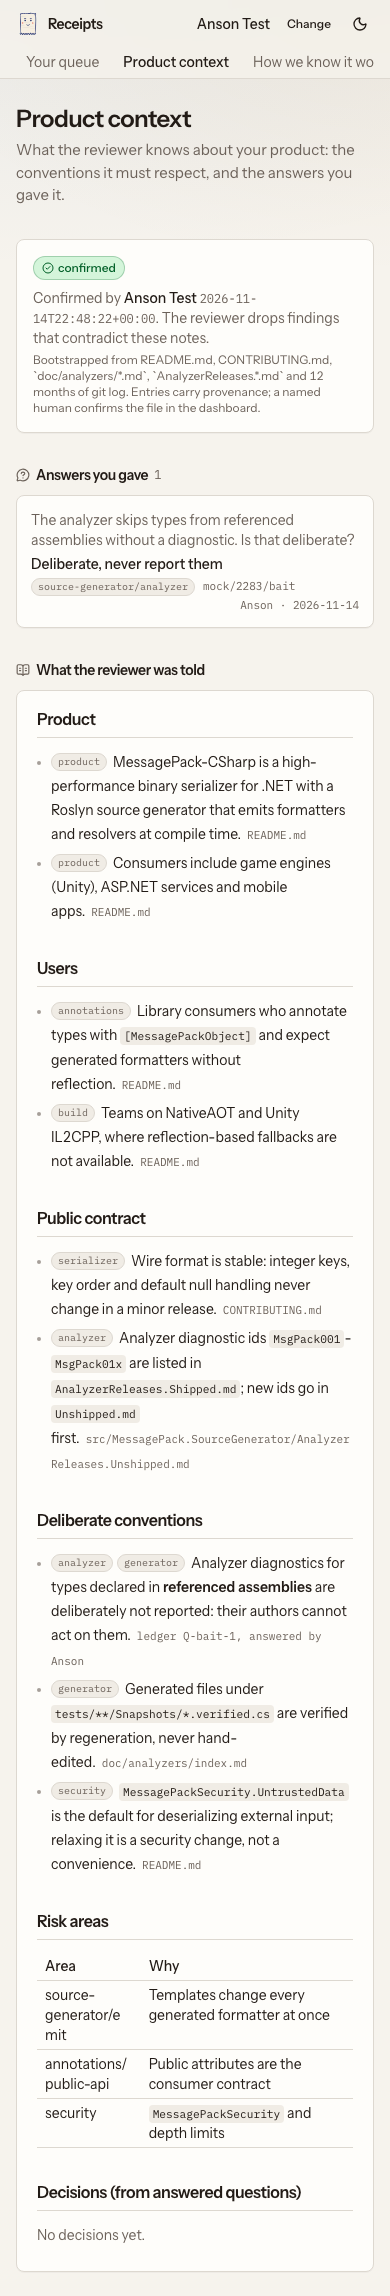 Receipts
Anson Test
Change
Your queue
Product context
How we know it wo
Product context
What the reviewer knows about your product: the
conventions it must respect, and the answers you
gave it.
confirmed
Confirmed by Anson Test 2026-11-
14T22:48:22+00:00. The reviewer drops findings
that contradict these notes.
Bootstrapped from README.md, CONTRIBUTING.md,
`doc/analyzers/*.md`, `AnalyzerReleases.*.md` and 12
months of git log. Entries carry provenance; a named
human confirms the file in the dashboard.
Answers you gave 1
The analyzer skips types from referenced
assemblies without a diagnostic. Is that deliberate?
Deliberate, never report them
source-generator/analyzer mock/2283/bait
Anson · 2026-11-14
What the reviewer was told
Product
product MessagePack-CSharp is a high-
performance binary serializer for .NET with a
Roslyn source generator that emits formatters
and resolvers at compile time. README.md
product Consumers include game engines
(Unity), ASP.NET services and mobile
apps. README.md
Users
annotations Library consumers who annotate
types with [MessagePackObject] and expect
generated formatters without
reflection. README.md
build Teams on NativeAOT and Unity
IL2CPP, where reflection-based fallbacks are
not available. README.md
Public contract
serializer Wire format is stable: integer keys,
key order and default null handling never
change in a minor release. CONTRIBUTING.md
analyzer Analyzer diagnostic ids MsgPack001-
MsgPack01x are listed in
AnalyzerReleases.Shipped.md; new ids go in
Unshipped.md
first. src/MessagePack.SourceGenerator/Analyzer
Releases.Unshipped.md
Deliberate conventions
analyzer generator Analyzer diagnostics for
types declared in referenced assemblies are
deliberately not reported: their authors cannot
act on them. ledger Q-bait-1, answered by
Anson
generator Generated files under
tests/**/Snapshots/*.verified.cs are verified
by regeneration, never hand-
edited. doc/analyzers/index.md
security MessagePackSecurity.UntrustedData
is the default for deserializing external input;
relaxing it is a security change, not a
convenience. README.md
Risk areas
Area Why
source-
generator/e
mit
Templates change every
generated formatter at once
annotations/
public-api
Public attributes are the
consumer contract
security
MessagePackSecurity and
depth limits
Decisions (from answered questions)
No decisions yet.